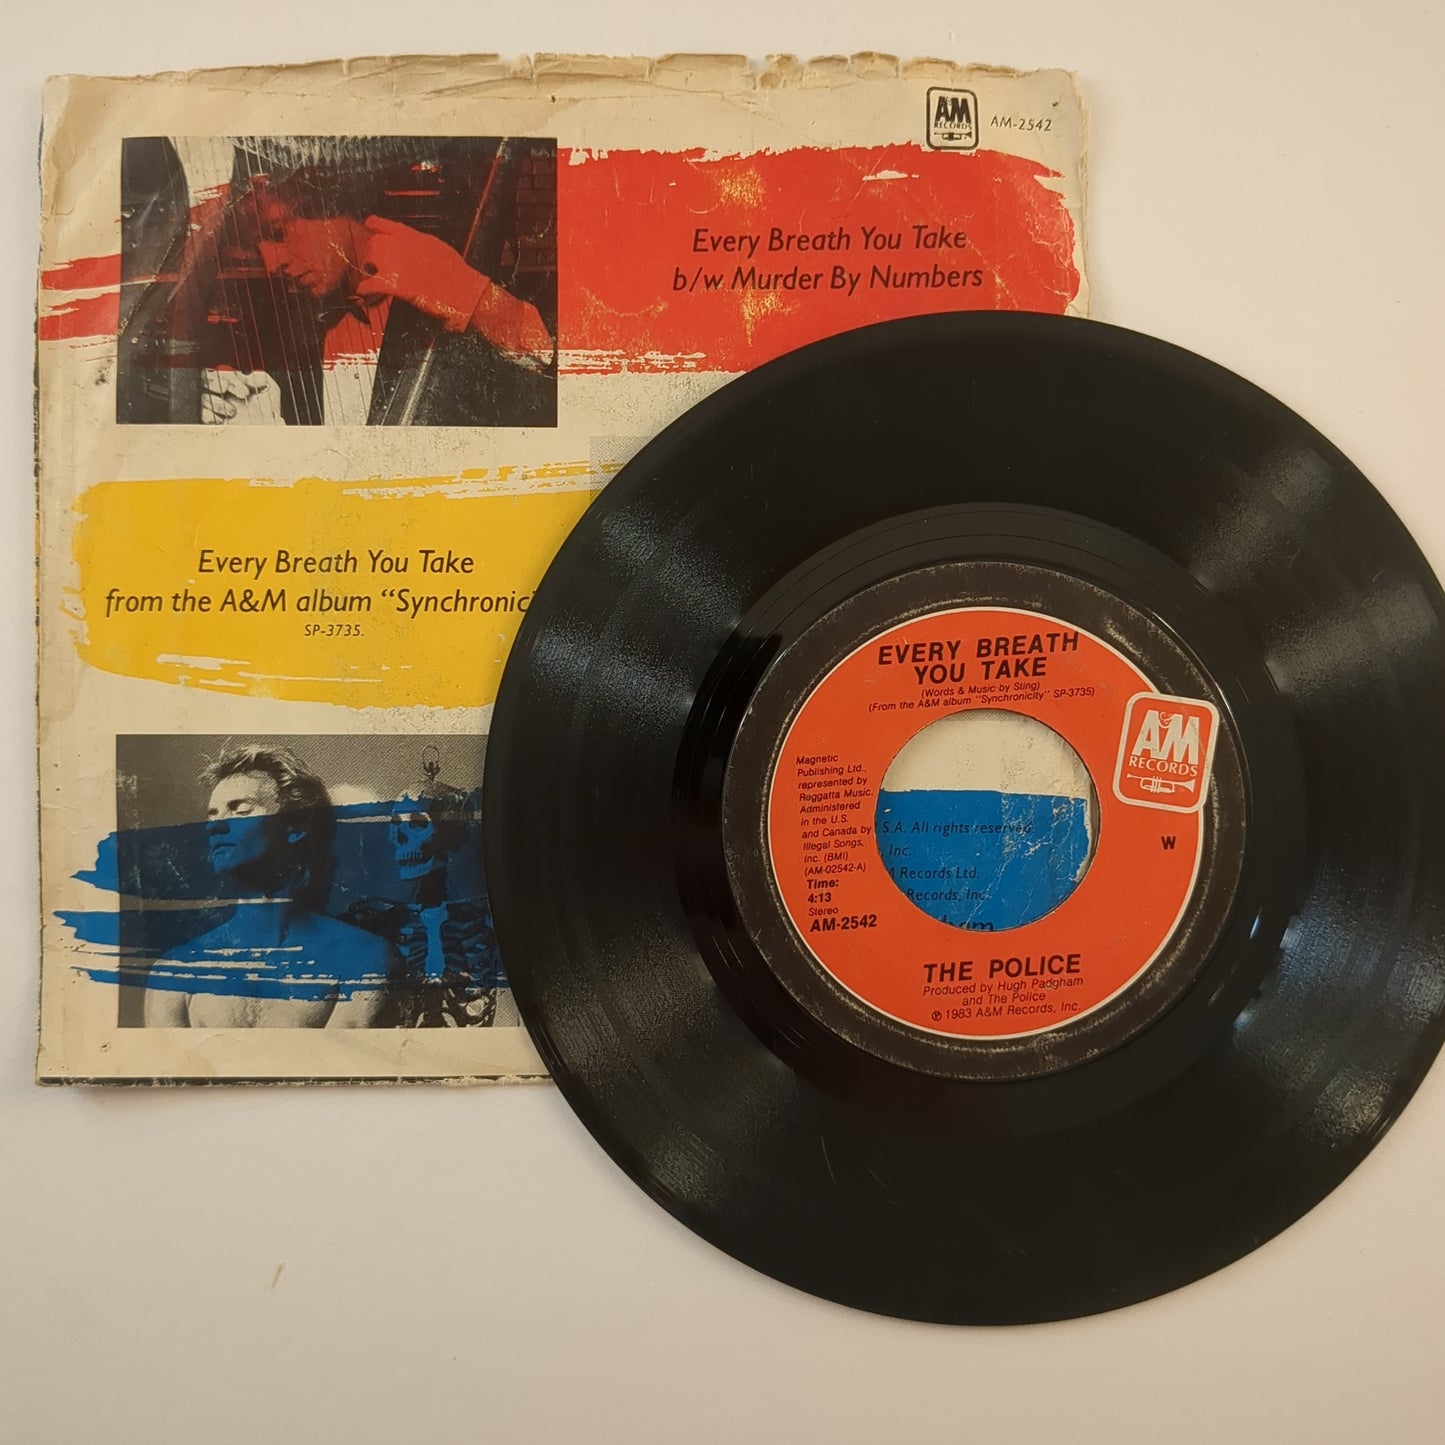 A&M
RECORDS
AM-2542
Every Breath You Take
b/w Murder By Numbers
Every Breath You Take
from the A&M album “Synchronic
SP-3735.
EVERY BREATH
YOU TAKE
(Words & Music by Sting)
(From the A&M album "Synchronicity" SP-3735)
A&M
RECORDS
Magnetic
Publishing Ltd.,
represented by
Reggatta Music.
Administered
in the U.S.
and Canada by
Illegal Songs,
Inc. (BMI)
(AM-02542-A)
Time:
4:13
Stereo
AM-2542
W
S.A. All rights reserved.
, Inc.
M Records Ltd.
Records, Inc.
THE POLICE
Produced by Hugh Padgham
and The Police
℗ 1983 A&M Records, Inc.